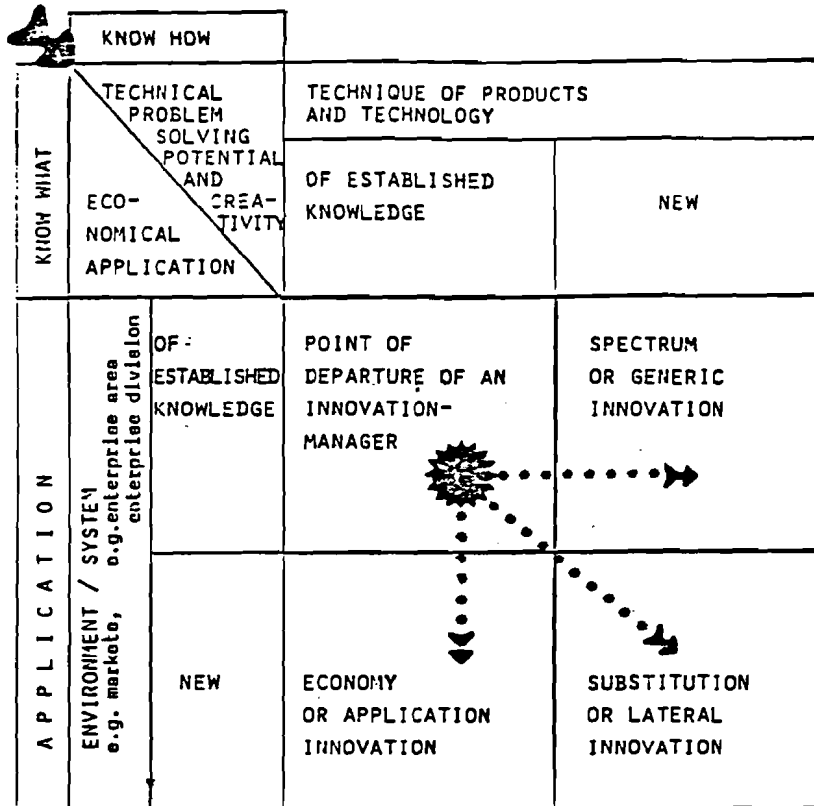 KNOW HOW
KNOW WHAT
TECHNICAL
PROBLEM
SOLVING
POTENTIAL
AND
CREA-
TIVITY
ECO-
NOMICAL
APPLICATION
TECHNIQUE OF PRODUCTS
AND TECHNOLOGY
OF ESTABLISHED
KNOWLEDGE
NEW
APPLICATION
ENVIRONMENT / SYSTEM
e.g. markets, e.g. enterprise area
enterprise division
OF
ESTABLISHED
KNOWLEDGE
POINT OF
DEPARTURE OF AN
INNOVATION-
MANAGER
SPECTRUM
OR GENERIC
INNOVATION
NEW
ECONOMY
OR APPLICATION
INNOVATION
SUBSTITUTION
OR LATERAL
INNOVATION